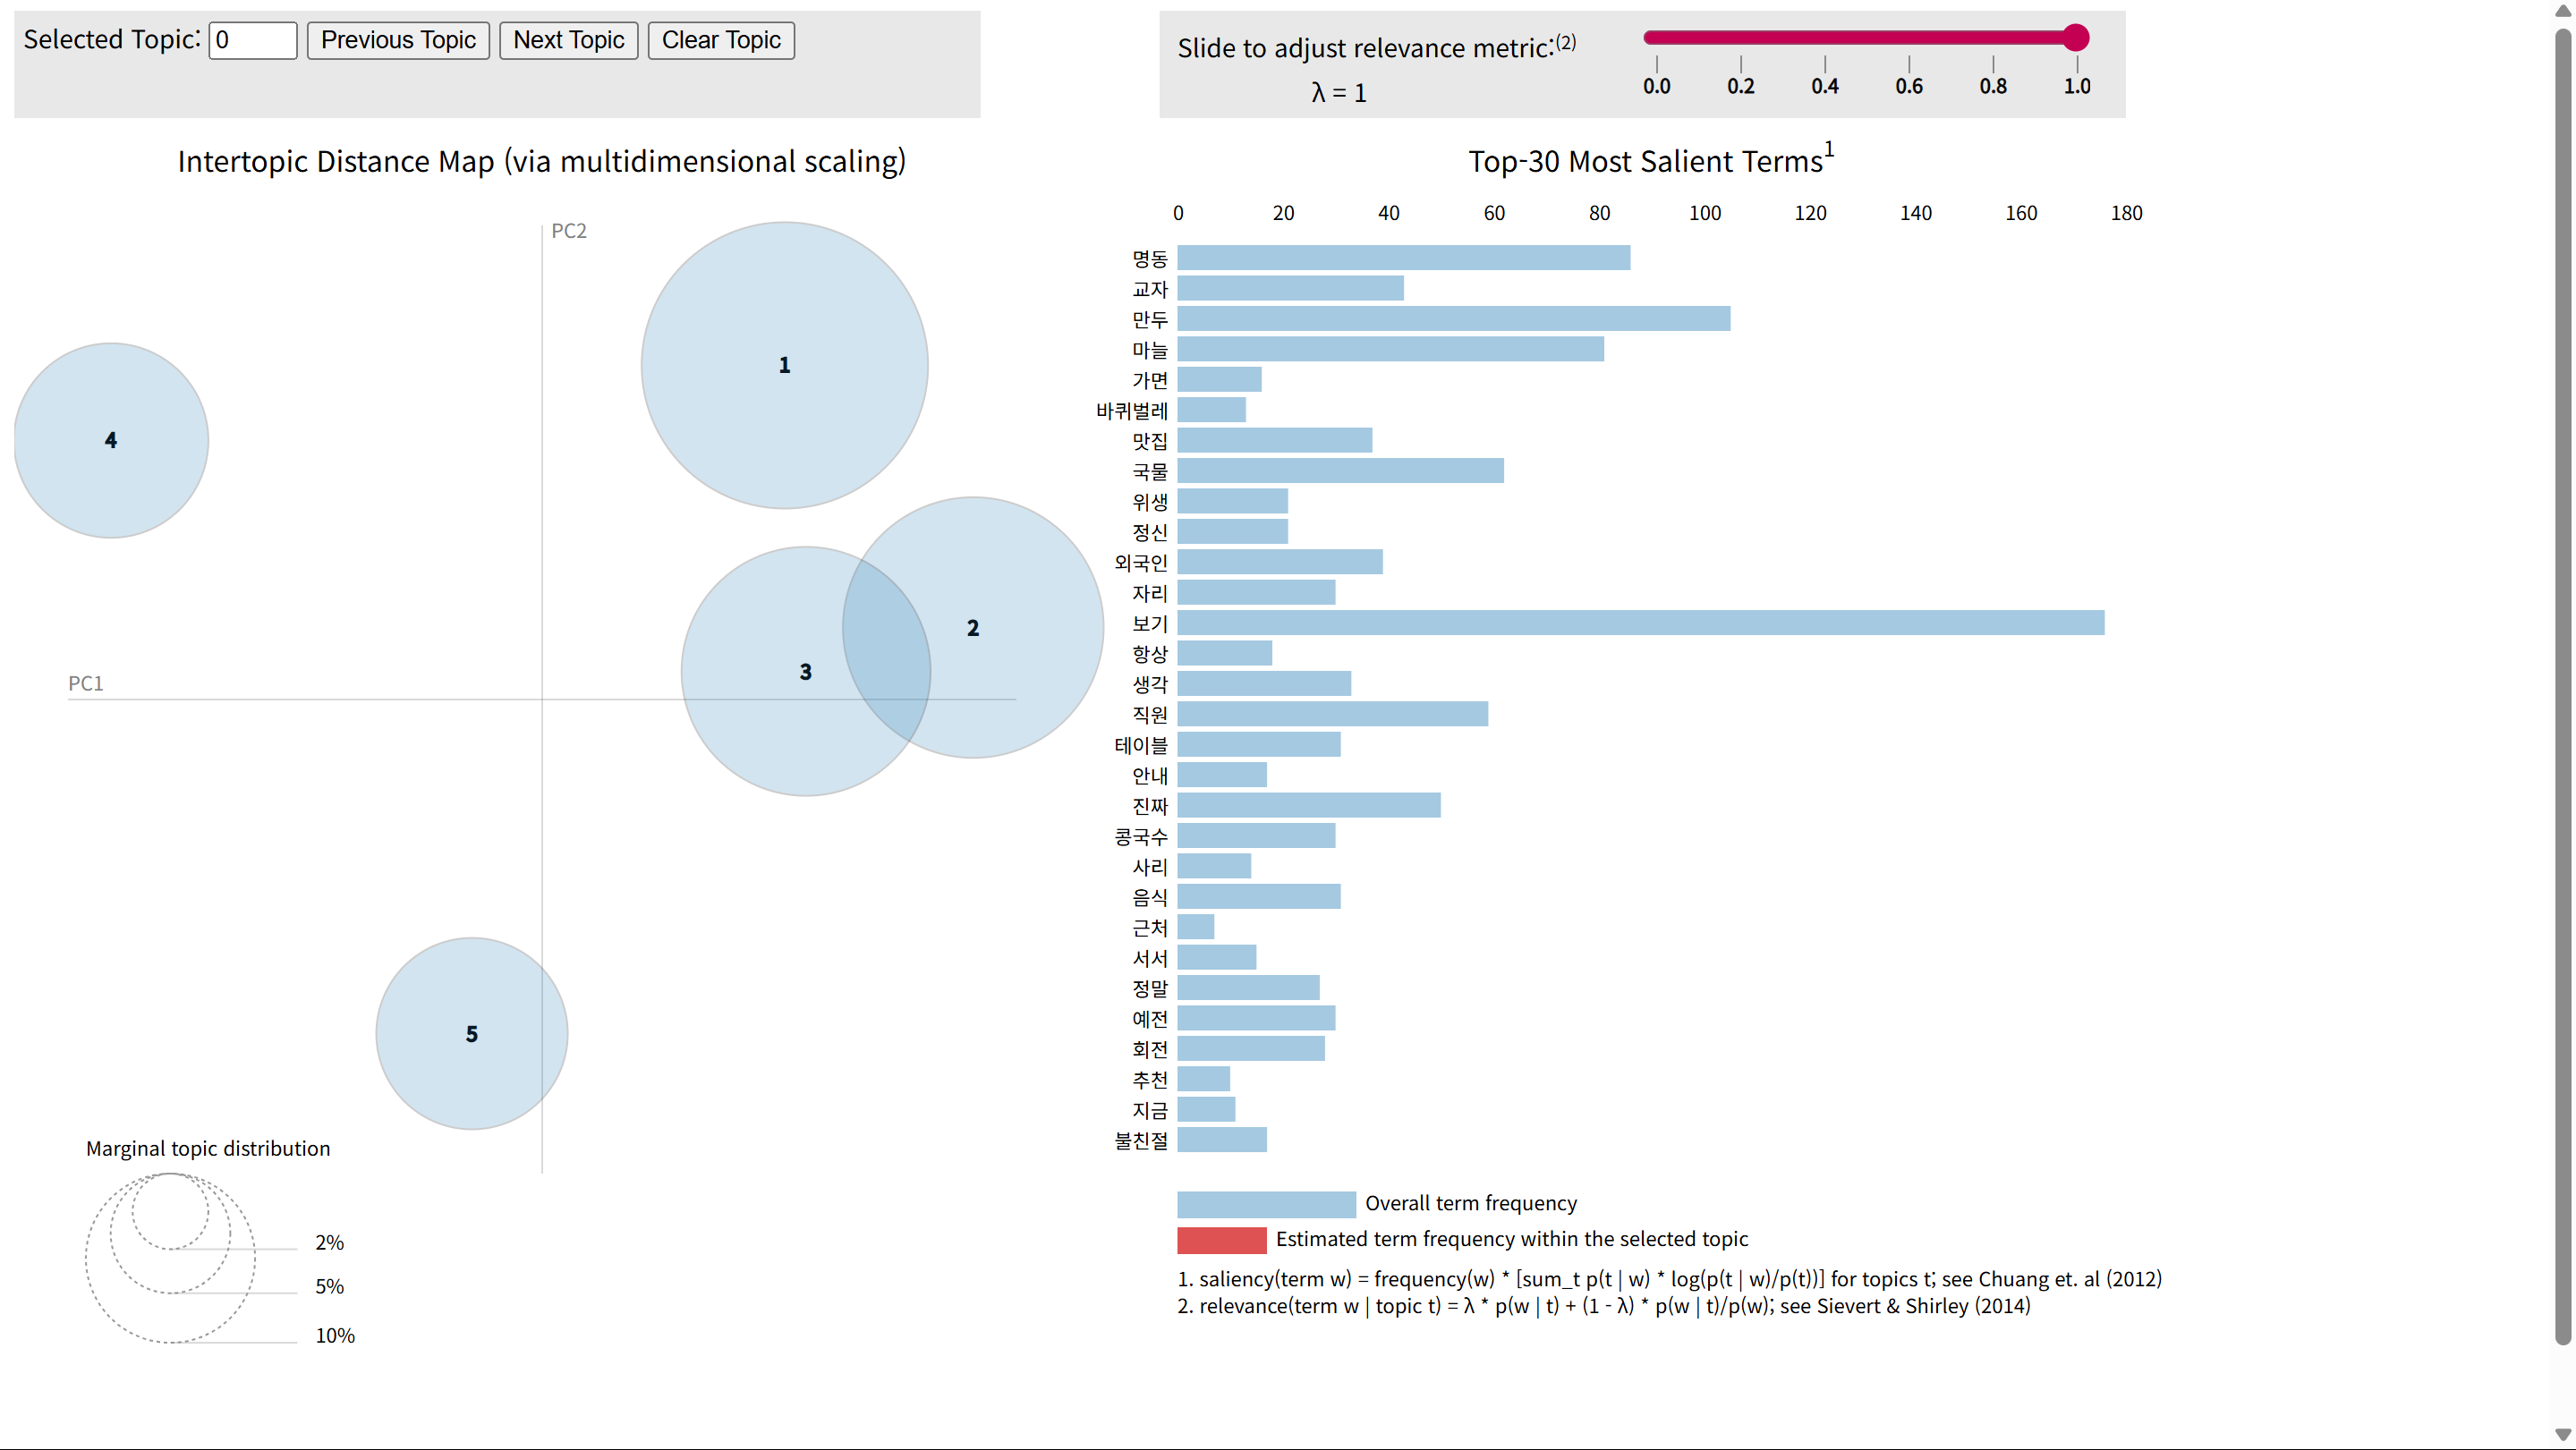 Selected Topic: 0 Previous Topic Next Topic Clear Topic
Slide to adjust relevance metric:(2)
λ = 1
0.0 0.2 0.4 0.6 0.8 1.0
Intertopic Distance Map (via multidimensional scaling)
PC2
PC1
1
2
3
4
5
Marginal topic distribution
2%
5%
10%
Top-30 Most Salient Terms1
0 20 40 60 80 100 120 140 160 180
명동
교자
만두
마늘
가면
바퀴벌레
맛집
국물
위생
정신
외국인
자리
보기
항상
생각
직원
테이블
안내
진짜
콩국수
사리
음식
근처
서서
정말
예전
회전
추천
지금
불친절
Overall term frequency
Estimated term frequency within the selected topic
1. saliency(term w) = frequency(w) * [sum_t p(t | w) * log(p(t | w)/p(t))] for topics t; see Chuang et. al (2012)
2. relevance(term w | topic t) = λ * p(w | t) + (1 - λ) * p(w | t)/p(w); see Sievert & Shirley (2014)